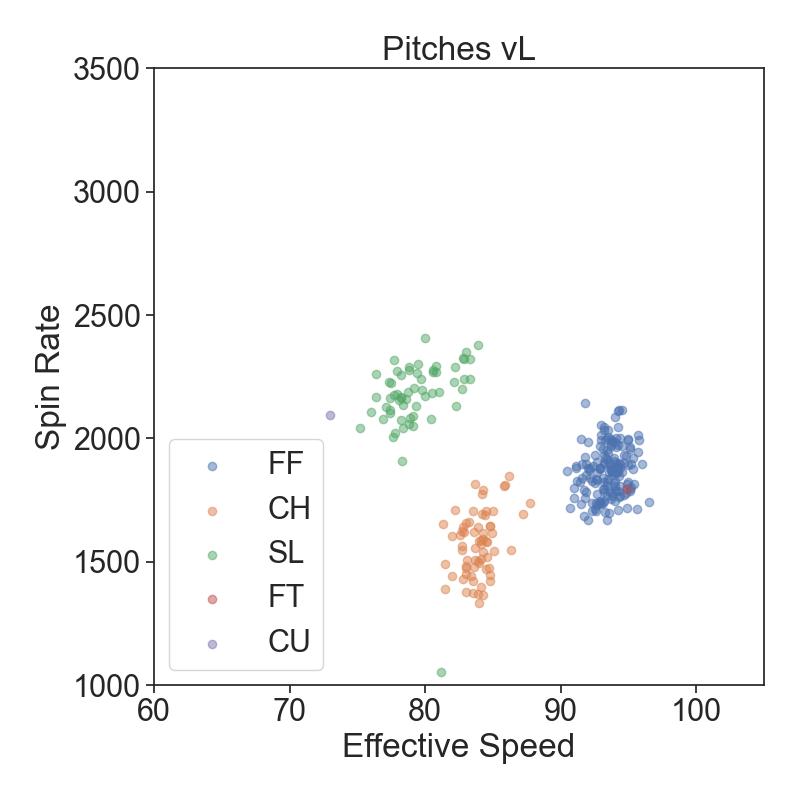 Pitches vL
3500
3000
2500
2000
1500
1000
Spin Rate
FF
CH
SL
FT
CU
60 70 80 90 100
Effective Speed